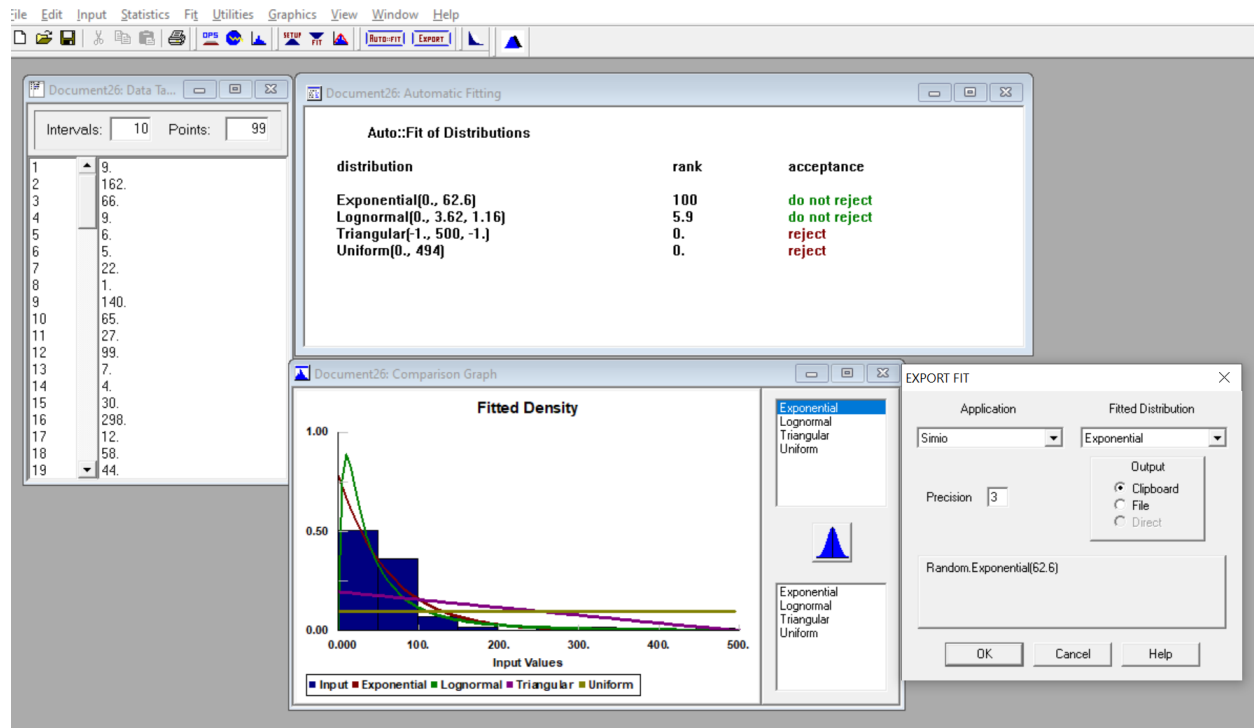 File Edit Input Statistics Fit Utilities Graphics View Window Help
OPS SETUP FIT AUTO::FIT EXPORT
Document26: Data Ta...
Intervals: 10 Points: 99
1 9.
2 162.
3 66.
4 9.
5 6.
6 5.
7 22.
8 1.
9 140.
10 65.
11 27.
12 99.
13 7.
14 4.
15 30.
16 298.
17 12.
18 58.
19 44.
Document26: Automatic Fitting
Auto::Fit of Distributions
distribution rank acceptance
Exponential(0., 62.6) 100 do not reject
Lognormal(0., 3.62, 1.16) 5.9 do not reject
Triangular(-1., 500, -1.) 0. reject
Uniform(0., 494) 0. reject
Document26: Comparison Graph
Fitted Density
1.00
0.50
0.00
0.000 100. 200. 300. 400. 500.
Input Values
Input Exponential Lognormal Triangular Uniform
Exponential
Lognormal
Triangular
Uniform
Exponential
Lognormal
Triangular
Uniform
EXPORT FIT
Application Fitted Distribution
Simio Exponential
Precision 3
Output
Clipboard
File
Direct
Random.Exponential(62.6)
OK Cancel Help